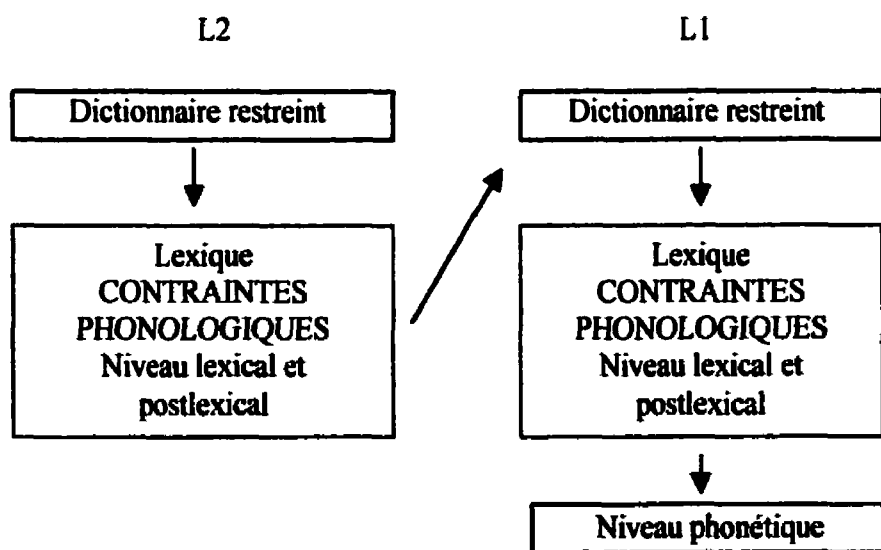 L2
L1
Dictionnaire restreint
Dictionnaire restreint
Lexique
CONTRAINTES
PHONOLOGIQUES
Niveau lexical et
postlexical
Lexique
CONTRAINTES
PHONOLOGIQUES
Niveau lexical et
postlexical
Niveau phonétique